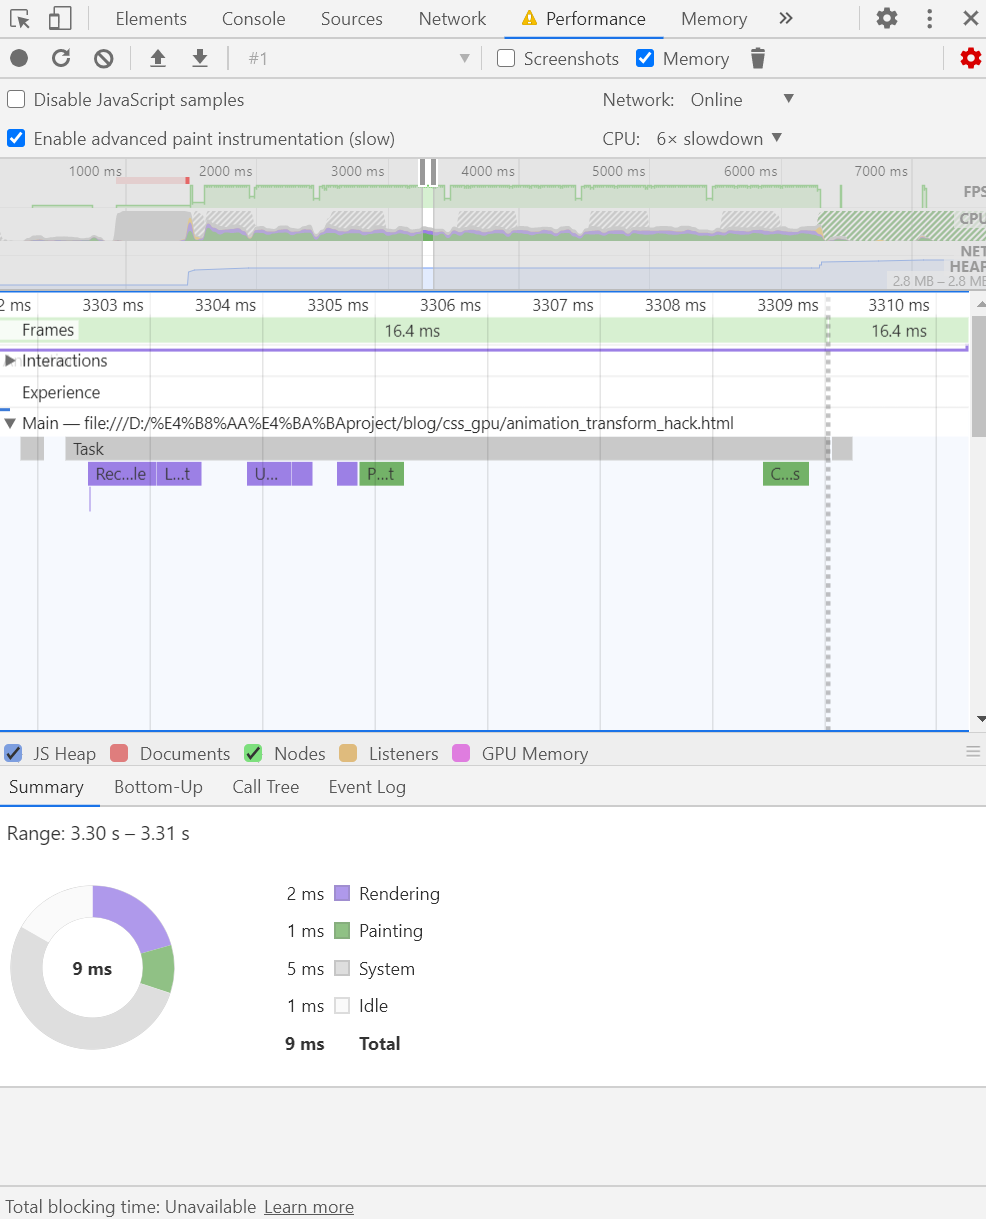 Elements Console Sources Network Performance Memory
#1 Screenshots Memory
Disable JavaScript samples Network: Online
Enable advanced paint instrumentation (slow) CPU: 6× slowdown
1000 ms 2000 ms 3000 ms 4000 ms 5000 ms 6000 ms 7000 ms
FPS
CPU
NET
HEAP
2.8 MB – 2.8 MB
2 ms 3303 ms 3304 ms 3305 ms 3306 ms 3307 ms 3308 ms 3309 ms 3310 ms
Frames 16.4 ms 16.4 ms
Interactions
Experience
Main — file:///D:/%E4%B8%AA%E4%BA%BAproject/blog/css_gpu/animation_transform_hack.html
Task
Rec...le L...t U... P...t C...s
JS Heap Documents Nodes Listeners GPU Memory
Summary Bottom-Up Call Tree Event Log
Range: 3.30 s – 3.31 s
9 ms
2 ms Rendering
1 ms Painting
5 ms System
1 ms Idle
9 ms Total
Total blocking time: Unavailable Learn more